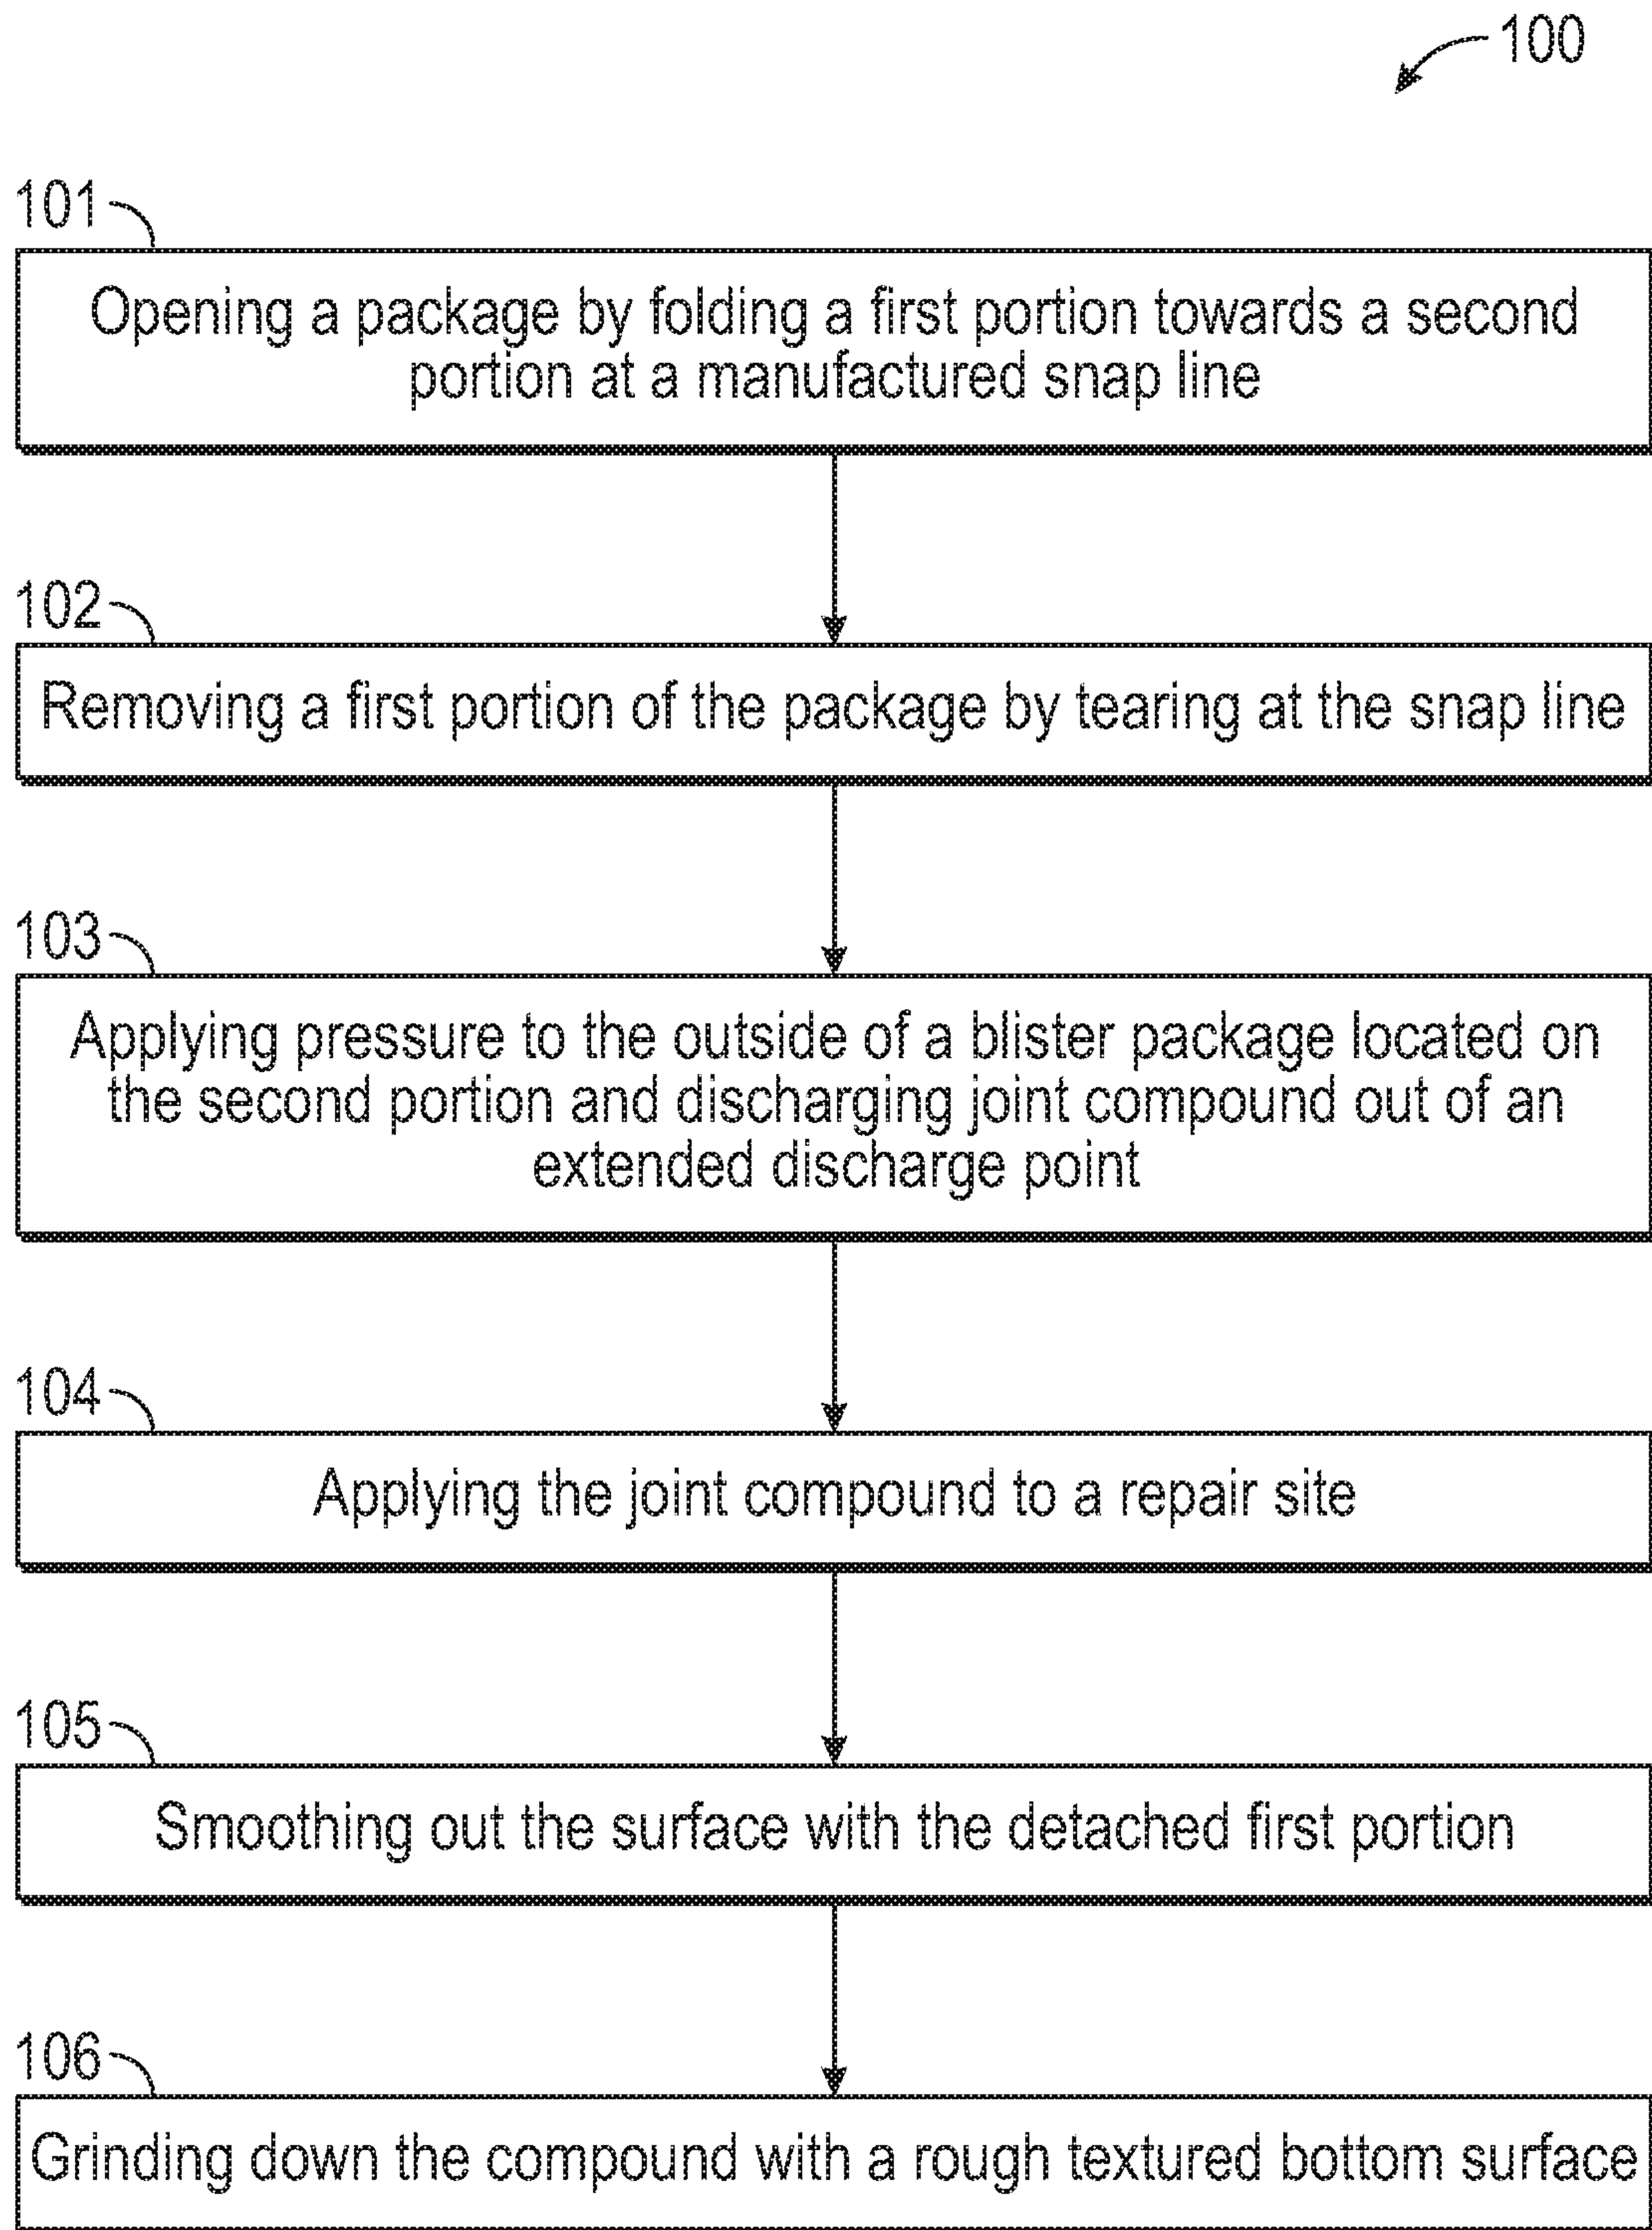 100
101
Opening a package by folding a first portion towards a second
portion at a manufactured snap line
102
Removing a first portion of the package by tearing at the snap line
103
Applying pressure to the outside of a blister package located on
the second portion and discharging joint compound out of an
extended discharge point
104
Applying the joint compound to a repair site
105
Smoothing out the surface with the detached first portion
106
Grinding down the compound with a rough textured bottom surface